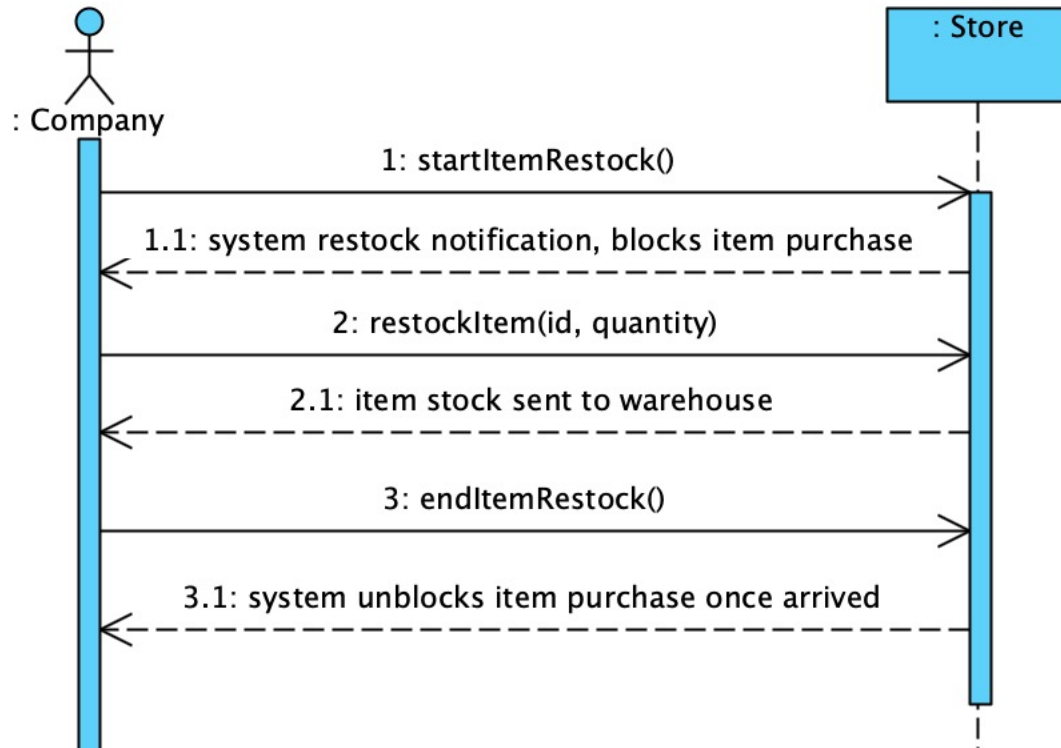 : Store
: Company
1: startItemRestock()
1.1: system restock notification, blocks item purchase
2: restockItem(id, quantity)
2.1: item stock sent to warehouse
3: endItemRestock()
3.1: system unblocks item purchase once arrived